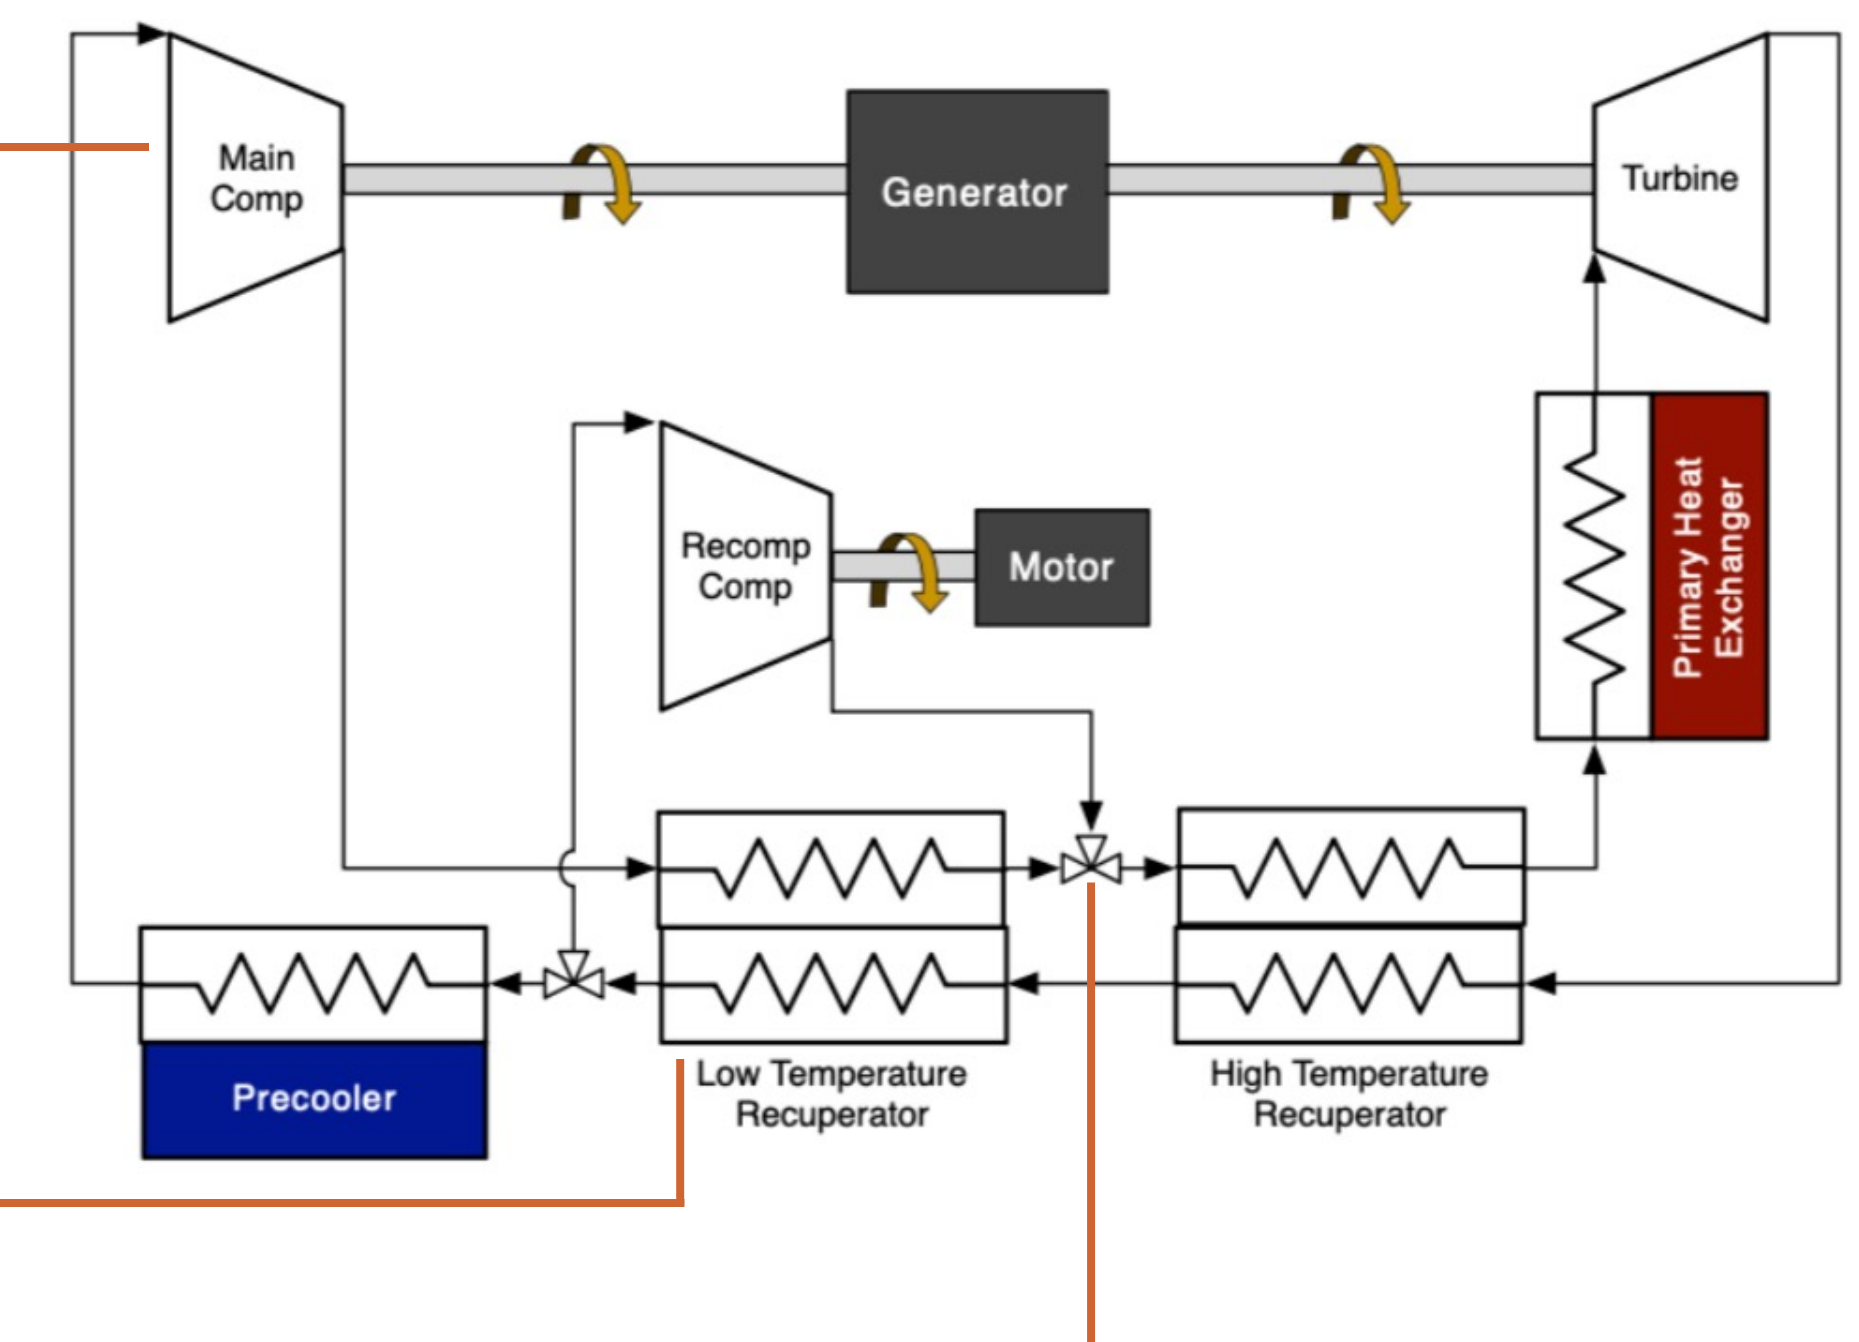 Main
Comp
Generator
Turbine
Recomp
Comp
Motor
Primary Heat
Exchanger
Precooler
Low Temperature
Recuperator
High Temperature
Recuperator